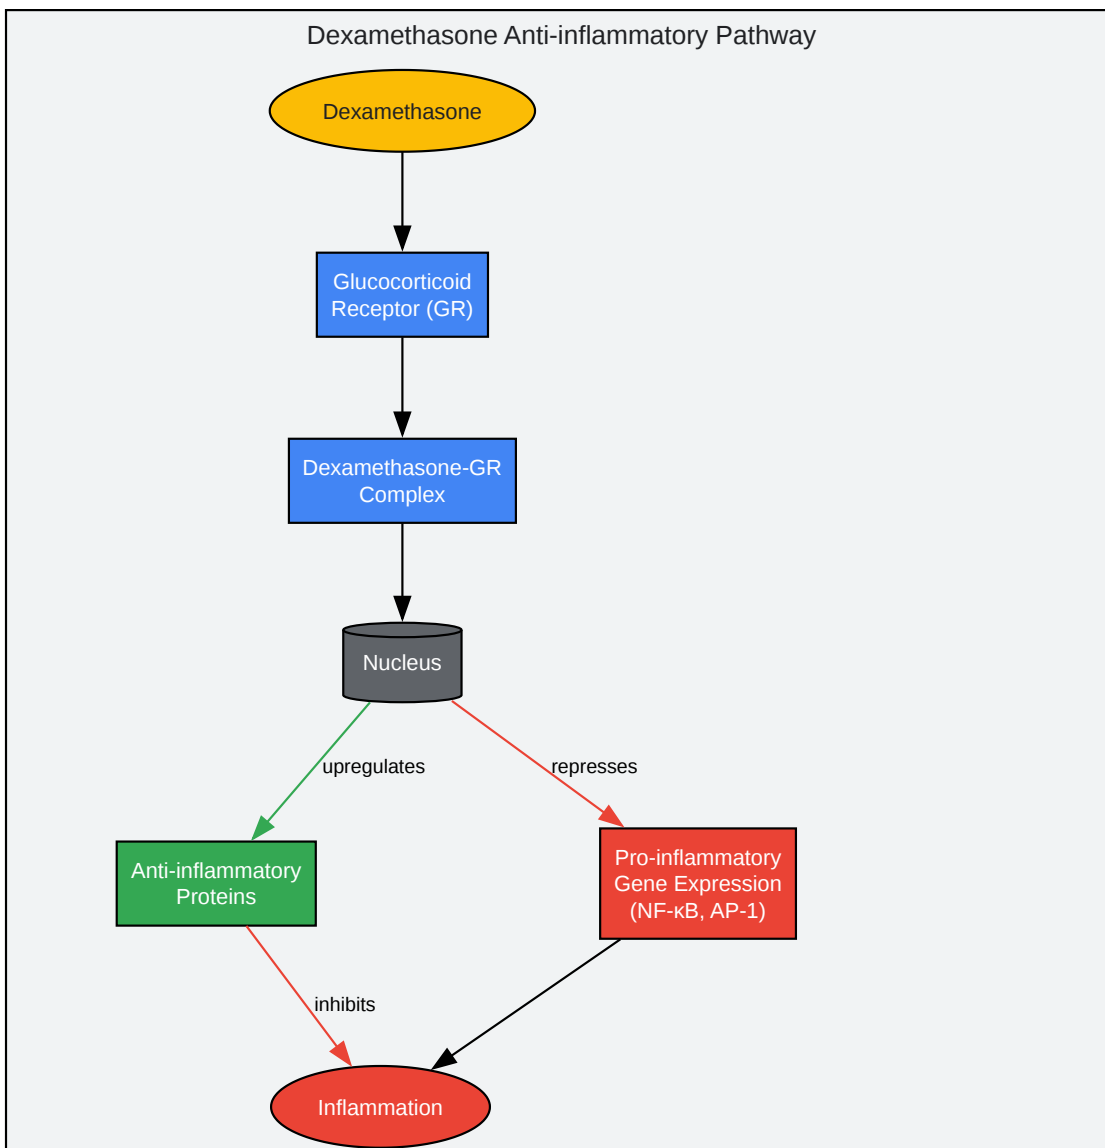 Dexamethasone Anti-inflammatory Pathway
Dexamethasone
Glucocorticoid
Receptor (GR)
Dexamethasone-GR
Complex
Nucleus
upregulates
represses
Anti-inflammatory
Proteins
Pro-inflammatory
Gene Expression
(NF-κB, AP-1)
inhibits
Inflammation